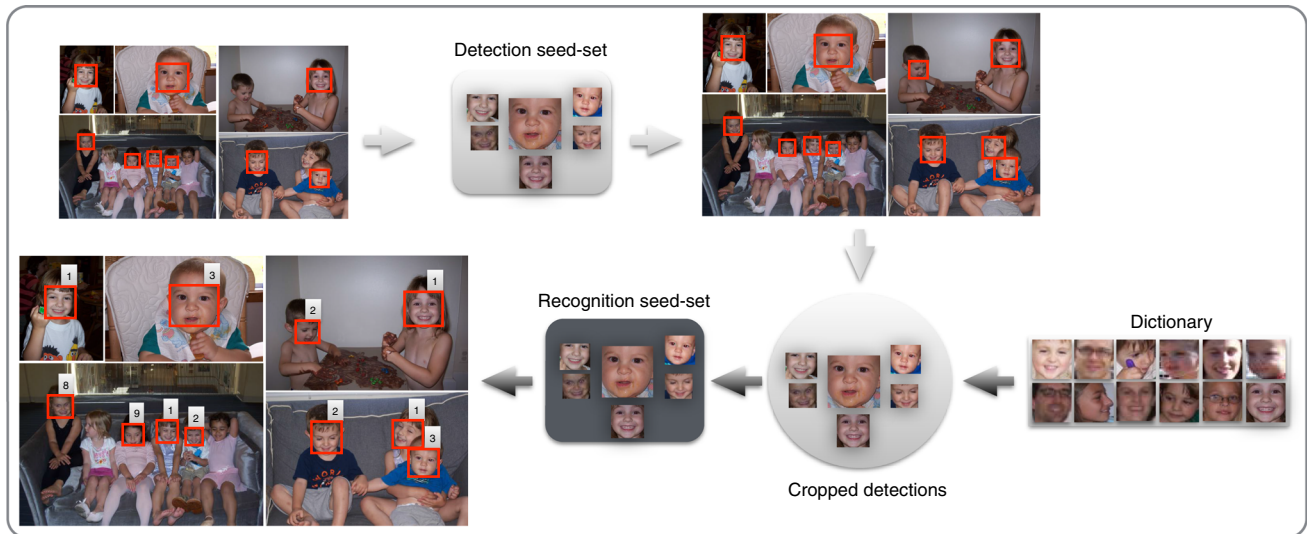 Detection seed-set
Recognition seed-set
Dictionary
Cropped detections
1
3
2
1
8
9
1
2
2
1
3